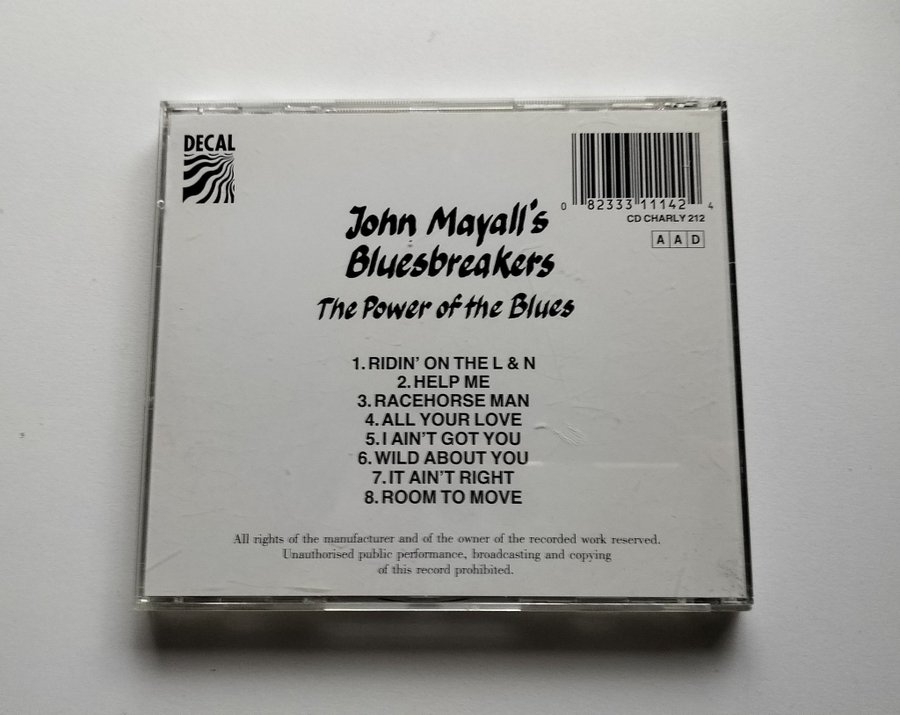 DECAL
0 82333 11142 4
CD CHARLY 212
A A D
John Mayall's
Bluesbreakers
The Power of the Blues
1. RIDIN' ON THE L & N
2. HELP ME
3. RACEHORSE MAN
4. ALL YOUR LOVE
5. I AIN'T GOT YOU
6. WILD ABOUT YOU
7. IT AIN'T RIGHT
8. ROOM TO MOVE
All rights of the manufacturer and of the owner of the recorded work reserved.
Unauthorised public performance, broadcasting and copying
of this record prohibited.